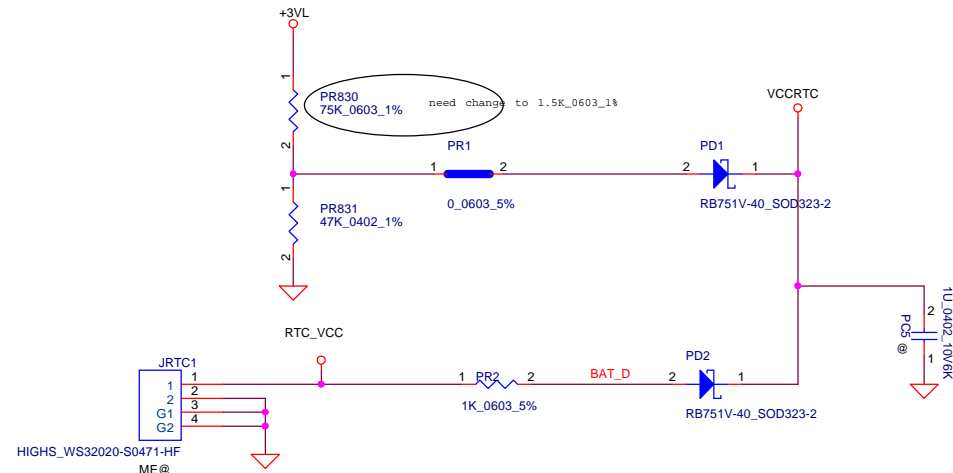 +3VL
1
PR830
75K_0603_1%
need change to 1.5K_0603_1%
2
VCCRTC
PR1
1
2
0_0603_5%
PD1
2
1
RB751V-40_SOD323-2
1
PR831
47K_0402_1%
2
RTC_VCC
JRTC1
1
2
G1
G2
1
2
3
4
HIGHS_WS32020-S0471-HF
ME@
1
PR2
2
1K_0603_5%
BAT_D
PD2
2
1
RB751V-40_SOD323-2
2
1
PC5
@
1U_0402_10V6K